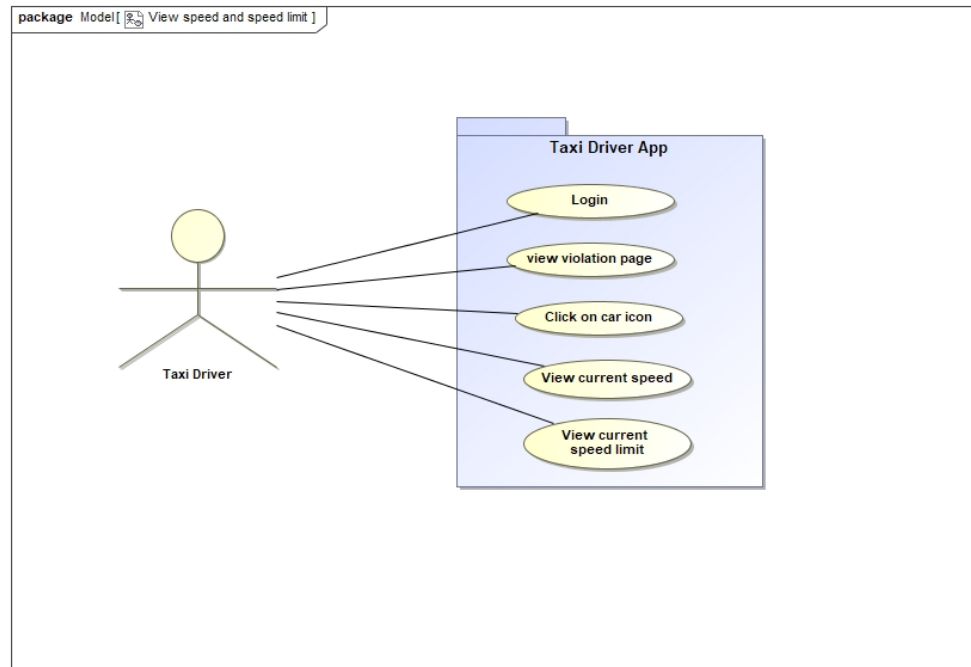 package Model[ View speed and speed limit ]
Taxi Driver App
Login
view violation page
Click on car icon
View current speed
View current
speed limit
Taxi Driver